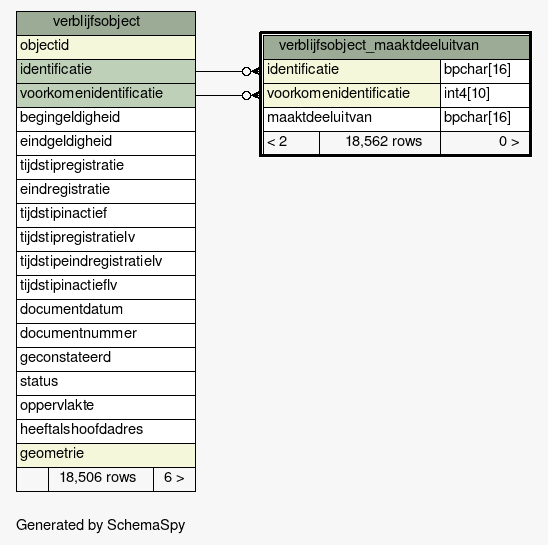 verblijfsobject
objectid
identificatie
voorkomenidentificatie
begingeldigheid
eindgeldigheid
tijdstipregistratie
eindregistratie
tijdstipinactief
tijdstipregistratielv
tijdstipeindregistratielv
tijdstipinactieflv
documentdatum
documentnummer
geconstateerd
status
oppervlakte
heeftalshoofdadres
geometrie
18,506 rows 6 >
verblijfsobject_maaktdeeluitvan
identificatie bpchar[16]
voorkomenidentificatie int4[10]
maaktdeeluitvan bpchar[16]
< 2 18,562 rows 0 >
Generated by SchemaSpy